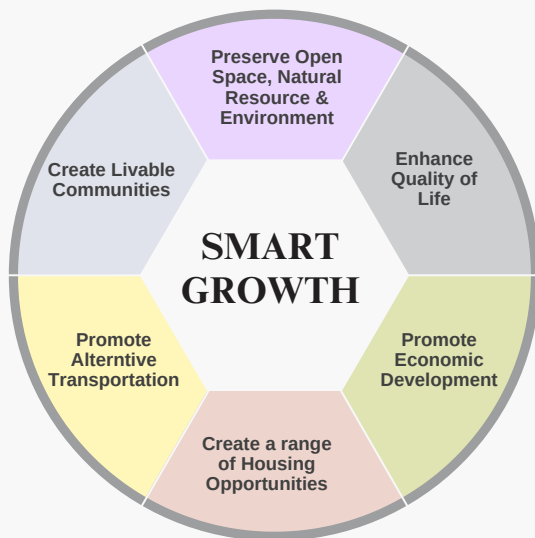 Preserve Open
Space, Natural
Resource &
Environment
Enhance
Quality of
Life
Promote
Economic
Development
Create a range
of Housing
Opportunities
Promote
Alterntive
Transportation
Create Livable
Communities
SMART
GROWTH